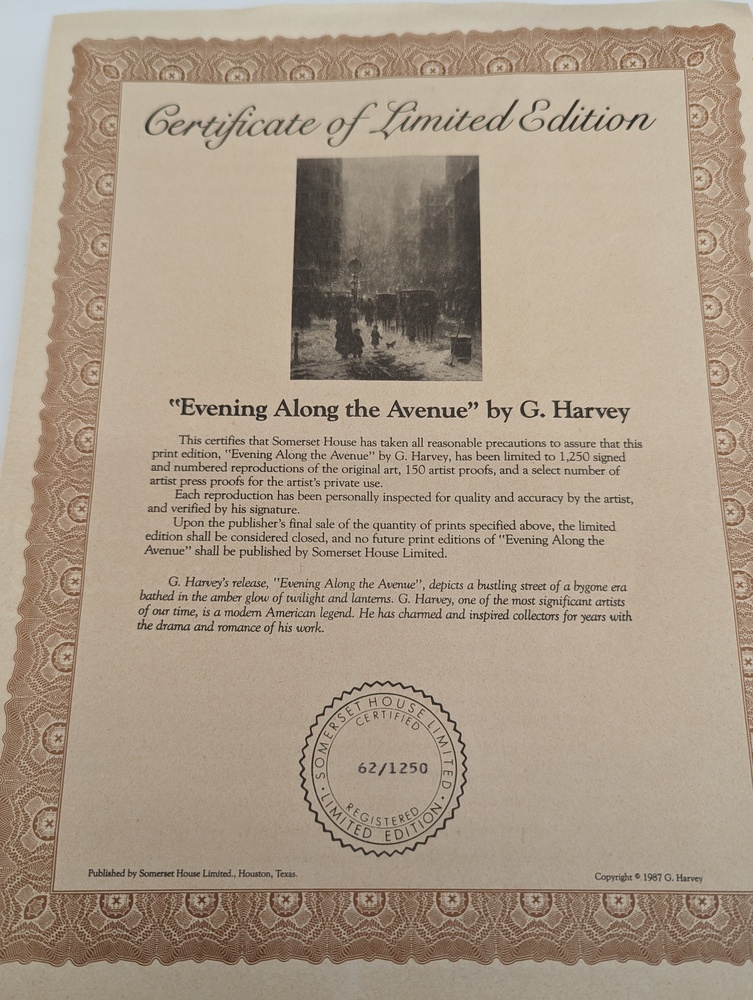 Certificate of Limited Edition
"Evening Along the Avenue" by G. Harvey
This certifies that Somerset House has taken all reasonable precautions to assure that this
print edition, "Evening Along the Avenue" by G. Harvey, has been limited to 1,250 signed
and numbered reproductions of the original art, 150 artist proofs, and a select number of
artist press proofs for the artist's private use.
Each reproduction has been personally inspected for quality and accuracy by the artist,
and verified by his signature.
Upon the publisher's final sale of the quantity of prints specified above, the limited
edition shall be considered closed, and no future print editions of "Evening Along the
Avenue" shall be published by Somerset House Limited.
G. Harvey's release, "Evening Along the Avenue", depicts a bustling street of a bygone era
bathed in the amber glow of twilight and lanterns. G. Harvey, one of the most significant artists
of our time, is a modern American legend. He has charmed and inspired collectors for years with
the drama and romance of his work.
SOMERSET HOUSE LIMITED
CERTIFIED
62/1250
REGISTERED
LIMITED EDITION
Published by Somerset House Limited., Houston, Texas.
Copyright © 1987 G. Harvey